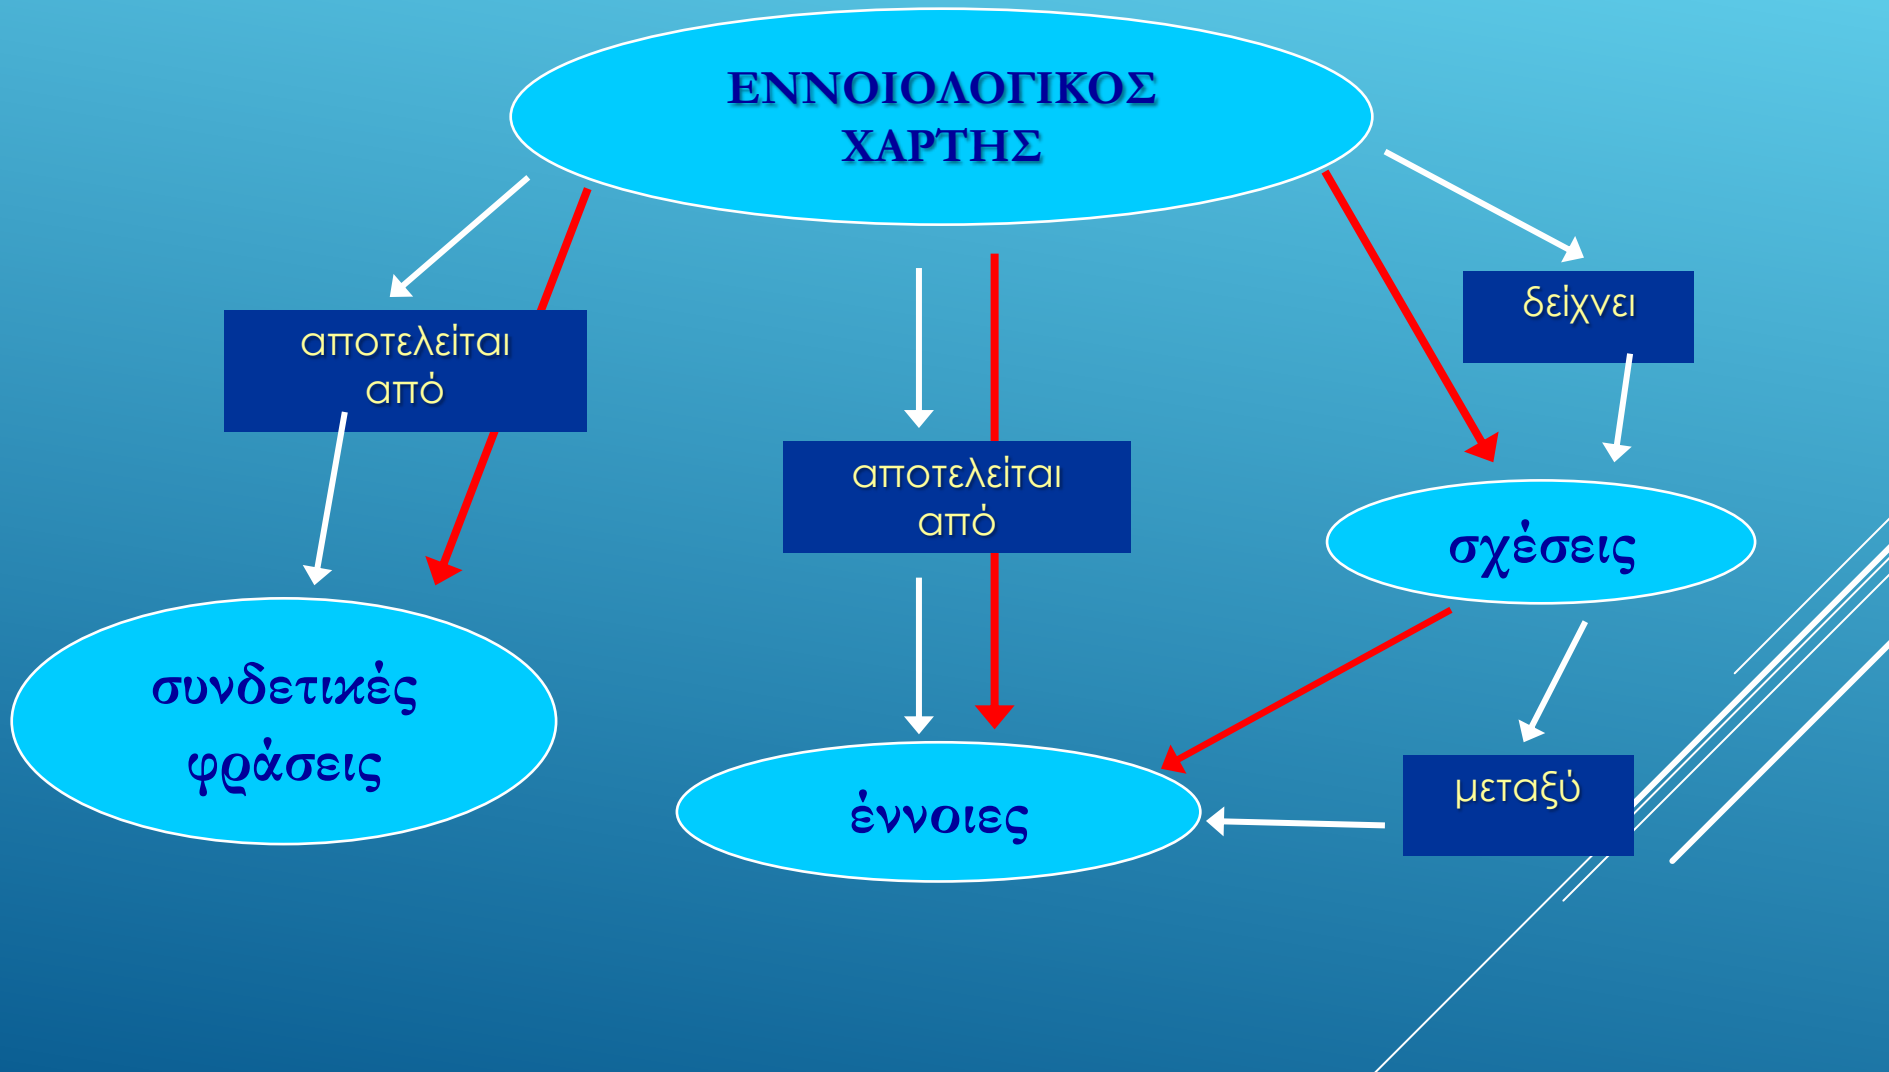 ΕΝΝΟΙΟΛΟΓΙΚΟΣ
ΧΑΡΤΗΣ
δείχνει
αποτελείται
από
αποτελείται
από
σχέσεις
συνδετικές
φράσεις
μεταξύ
έννοιες